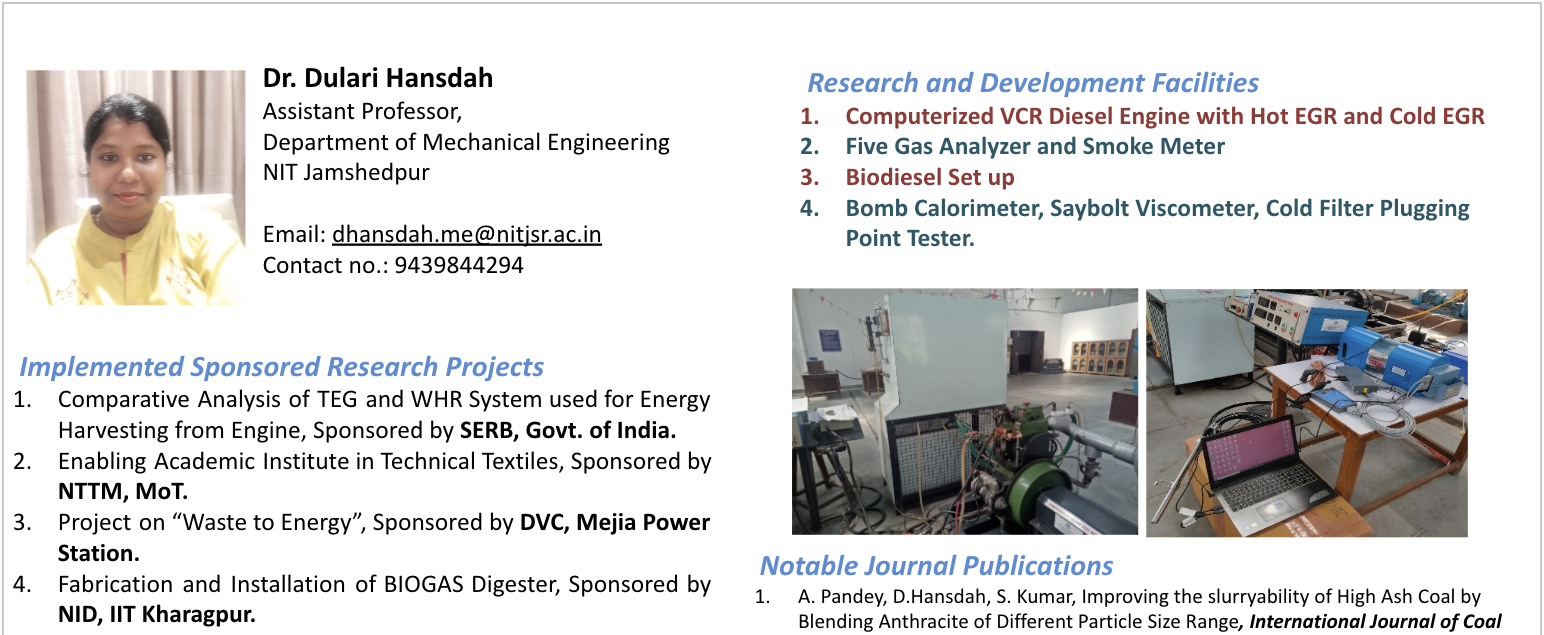 Dr. Dulari Hansdah
Assistant Professor,
Department of Mechanical Engineering
NIT Jamshedpur
Email: dhansdah.me@nitjsr.ac.in
Contact no.: 9439844294
Implemented Sponsored Research Projects
1. Comparative Analysis of TEG and WHR System used for Energy
Harvesting from Engine, Sponsored by SERB, Govt. of India.
2. Enabling Academic Institute in Technical Textiles, Sponsored by
NTTM, MoT.
3. Project on “Waste to Energy”, Sponsored by DVC, Mejia Power
Station.
4. Fabrication and Installation of BIOGAS Digester, Sponsored by
NID, IIT Kharagpur.
Research and Development Facilities
1. Computerized VCR Diesel Engine with Hot EGR and Cold EGR
2. Five Gas Analyzer and Smoke Meter
3. Biodiesel Set up
4. Bomb Calorimeter, Saybolt Viscometer, Cold Filter Plugging
Point Tester.
Notable Journal Publications
1. A. Pandey, D.Hansdah, S. Kumar, Improving the slurryability of High Ash Coal by
Blending Anthracite of Different Particle Size Range, International Journal of Coal